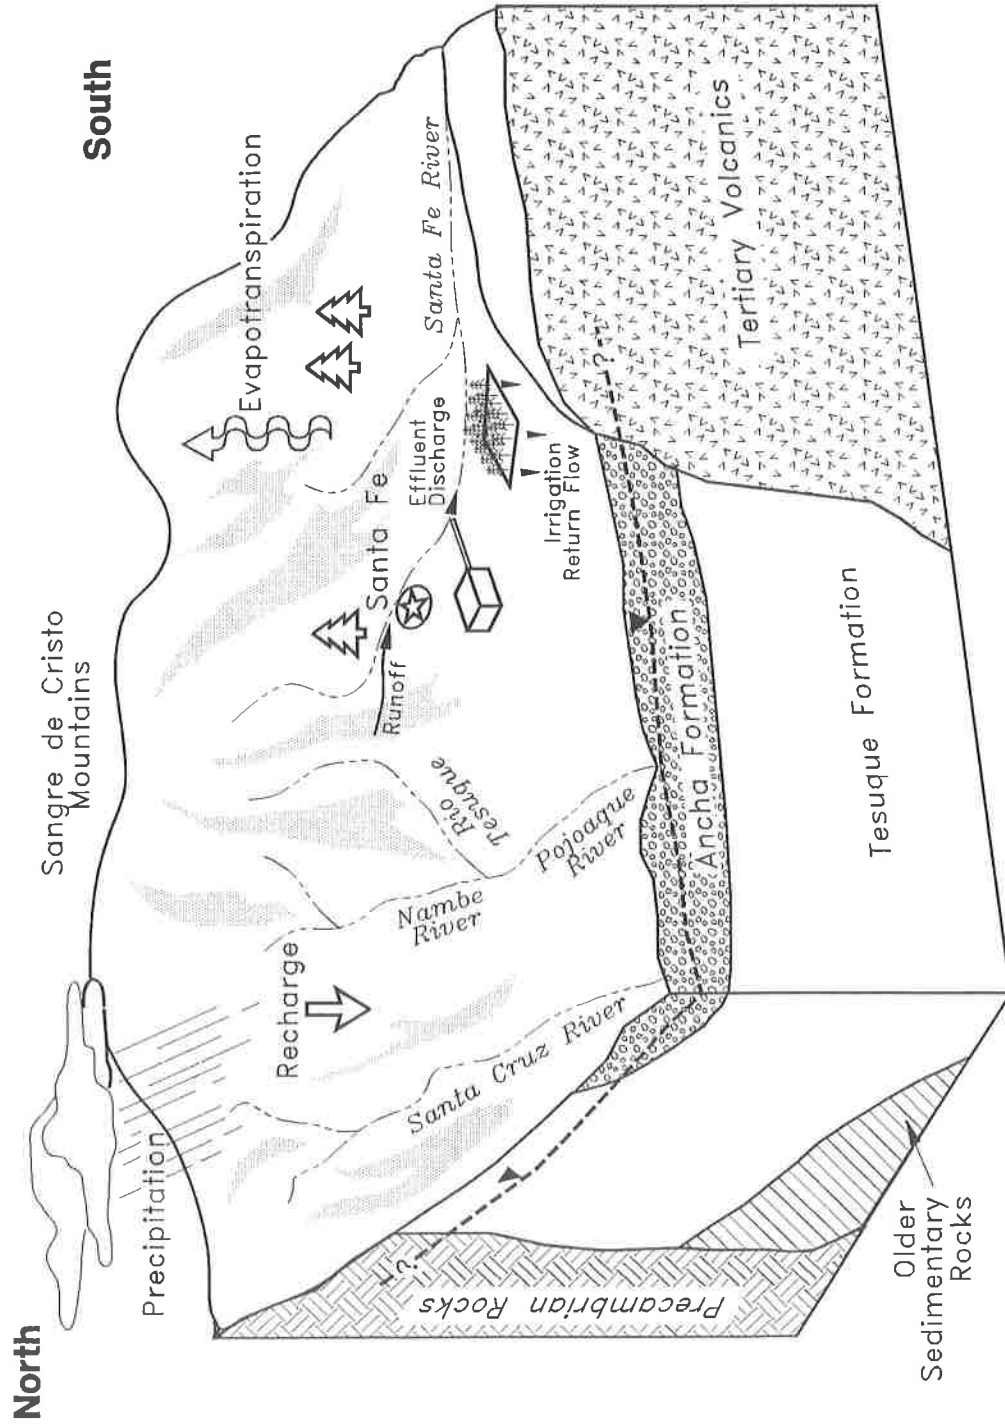 North
South
Sangre de Cristo
Mountains
Precipitation
Evapotranspiration
Recharge
Runoff
Santa Fe
Effluent
Discharge
Santa Fe River
Rio
Tesuque
Nambe
River
Pojoaque
River
Santa Cruz River
Irrigation
Return Flow
?
?
Precambrian Rocks
Ancha Formation
Tertiary Volcanics
Tesuque Formation
Older
Sedimentary
Rocks